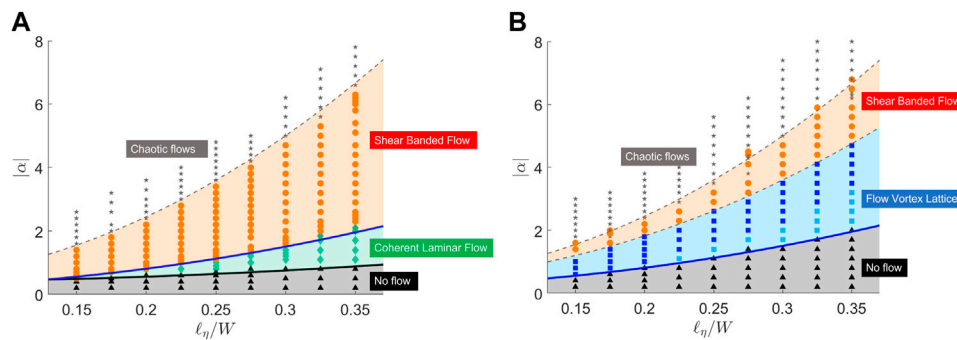 A
8
6
4
2
0
|α|
Chaotic flows
Shear Banded Flow
Coherent Laminar Flow
No flow
0.15 0.2 0.25 0.3 0.35
ℓη/W
B
8
6
4
2
0
|α|
Chaotic flows
Shear Banded Flow
Flow Vortex Lattice
No flow
0.15 0.2 0.25 0.3 0.35
ℓη/W